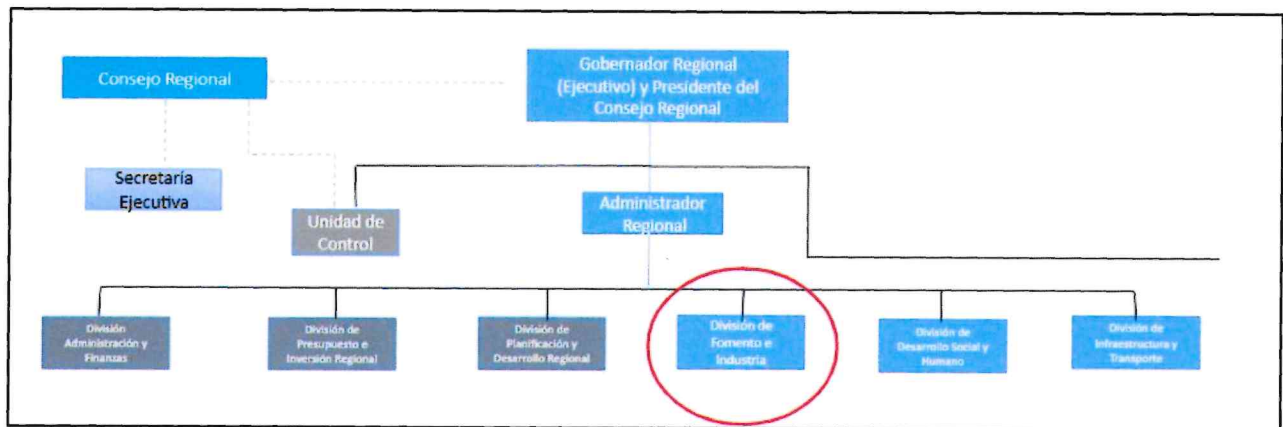 Consejo Regional
Gobernador Regional
(Ejecutivo) y Presidente del
Consejo Regional
Secretaría
Ejecutiva
Unidad de
Control
Administrador
Regional
División
Administración y
Finanzas
División de
Presupuesto e
Inversión Regional
División de
Planificación y
Desarrollo Regional
División de
Fomento e
Industria
División de
Desarrollo Social y
Humano
División de
Infraestructura y
Transporte